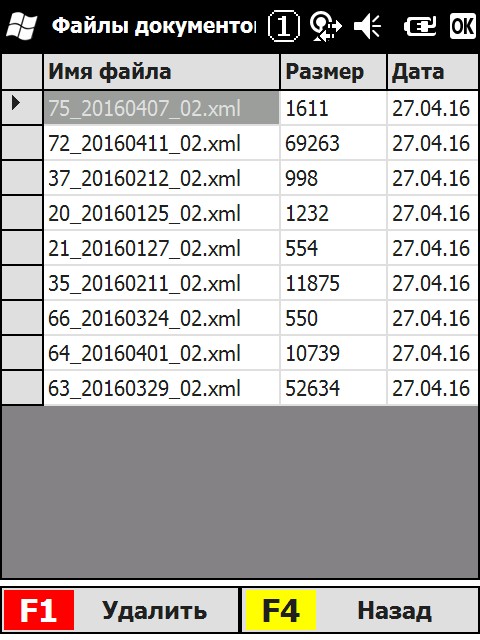 Файлы документов 1 OK
Имя файла Размер Дата
75_20160407_02.xml 1611 27.04.16
72_20160411_02.xml 69263 27.04.16
37_20160212_02.xml 998 27.04.16
20_20160125_02.xml 1232 27.04.16
21_20160127_02.xml 554 27.04.16
35_20160211_02.xml 11875 27.04.16
66_20160324_02.xml 550 27.04.16
64_20160401_02.xml 10739 27.04.16
63_20160329_02.xml 52634 27.04.16
F1 Удалить F4 Назад